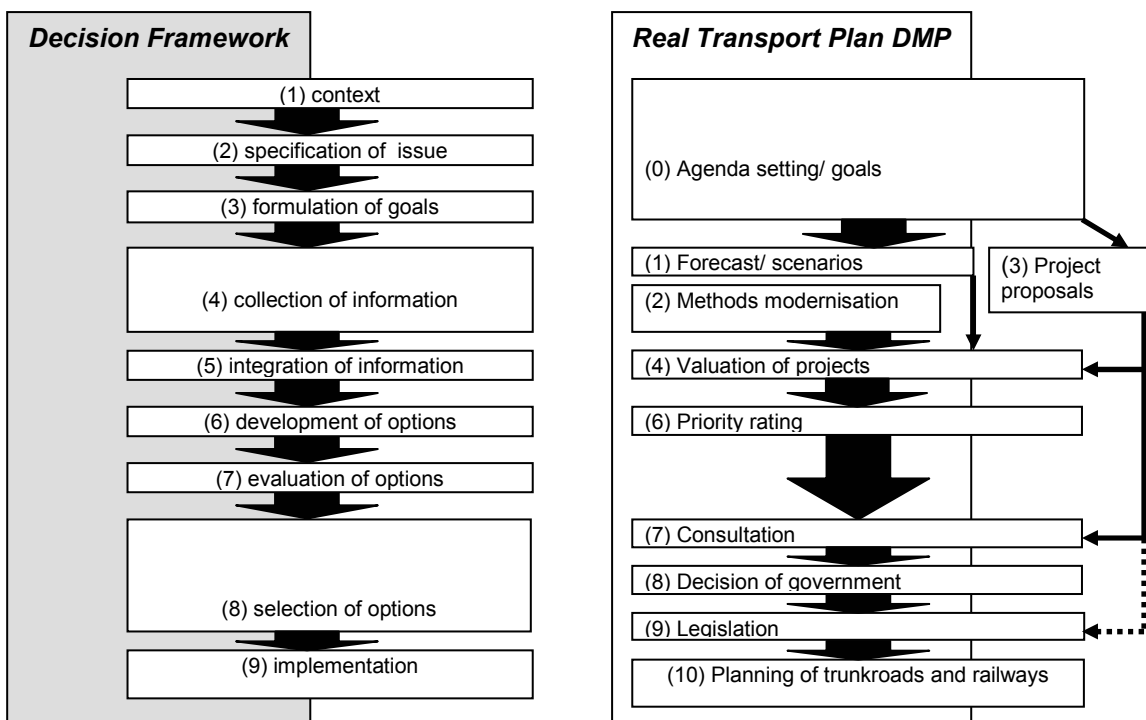 Decision Framework
(1) context
(2) specification of issue
(3) formulation of goals
(4) collection of information
(5) integration of information
(6) development of options
(7) evaluation of options
(8) selection of options
(9) implementation
Real Transport Plan DMP
(0) Agenda setting/ goals
(1) Forecast/ scenarios
(2) Methods modernisation
(3) Project
proposals
(4) Valuation of projects
(6) Priority rating
(7) Consultation
(8) Decision of government
(9) Legislation
(10) Planning of trunkroads and railways